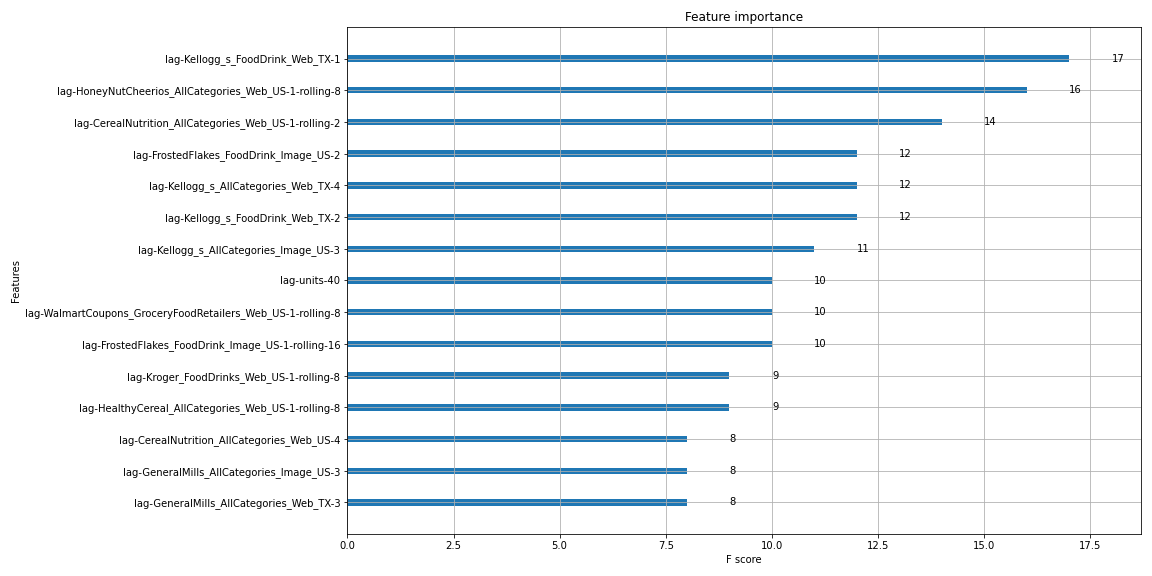 Feature importance
lag-Kellogg_s_FoodDrink_Web_TX-1 17
lag-HoneyNutCheerios_AllCategories_Web_US-1-rolling-8 16
lag-CerealNutrition_AllCategories_Web_US-1-rolling-2 14
lag-FrostedFlakes_FoodDrink_Image_US-2 12
lag-Kellogg_s_AllCategories_Web_TX-4 12
lag-Kellogg_s_FoodDrink_Web_TX-2 12
lag-Kellogg_s_AllCategories_Image_US-3 11
lag-units-40 10
lag-WalmartCoupons_GroceryFoodRetailers_Web_US-1-rolling-8 10
lag-FrostedFlakes_FoodDrink_Image_US-1-rolling-16 10
lag-Kroger_FoodDrinks_Web_US-1-rolling-8 9
lag-HealthyCereal_AllCategories_Web_US-1-rolling-8 9
lag-CerealNutrition_AllCategories_Web_US-4 8
lag-GeneralMills_AllCategories_Image_US-3 8
lag-GeneralMills_AllCategories_Web_TX-3 8
Features
0.0 2.5 5.0 7.5 10.0 12.5 15.0 17.5
F score